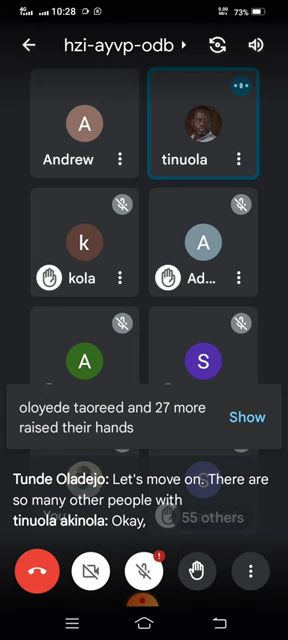 10:28
73%
hzi-ayvp-odb
A
Andrew
tinuola
k
kola
A
Ad...
A
S
oloyede taoreed and 27 more
raised their hands
Show
Tunde Oladejo: Let's move on. There are
so many other people with
tinuola akinola: Okay,
You
S
55 others